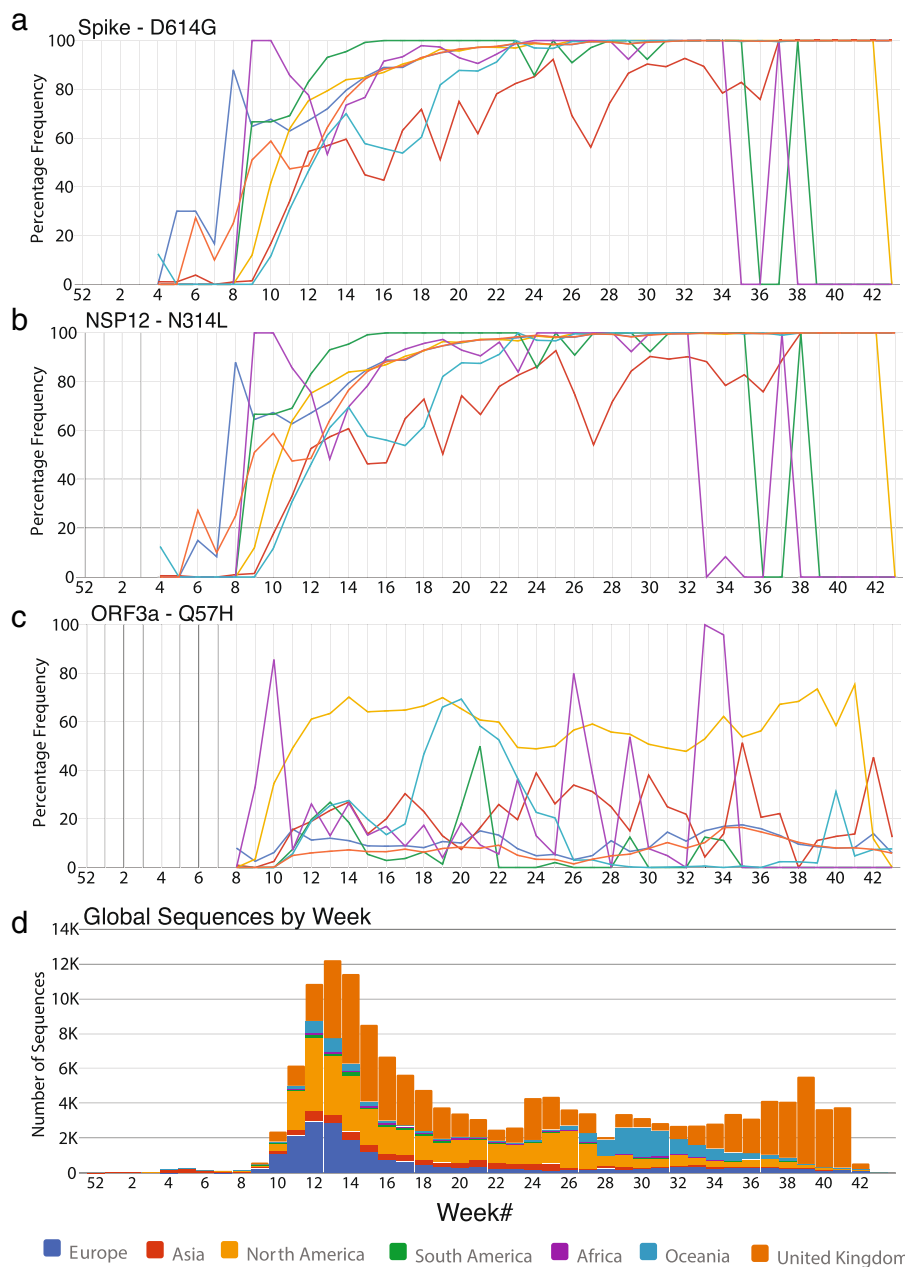 a
Spike - D614G
Percentage Frequency
100
80
60
40
20
0
52 2 4 6 8 10 12 14 16 18 20 22 24 26 28 30 32 34 36 38 40 42
b
NSP12 - N314L
Percentage Frequency
100
80
60
40
20
0
52 2 4 6 8 10 12 14 16 18 20 22 24 26 28 30 32 34 36 38 40 42
c
ORF3a - Q57H
Percentage Frequency
100
80
60
40
20
0
52 2 4 6 8 10 12 14 16 18 20 22 24 26 28 30 32 34 36 38 40 42
d
Global Sequences by Week
Number of Sequences
14K
12K
10K
8K
6K
4K
2K
0
52 2 4 6 8 10 12 14 16 18 20 22 24 26 28 30 32 34 36 38 40 42
Week#
Europe Asia North America South America Africa Oceania United Kingdom